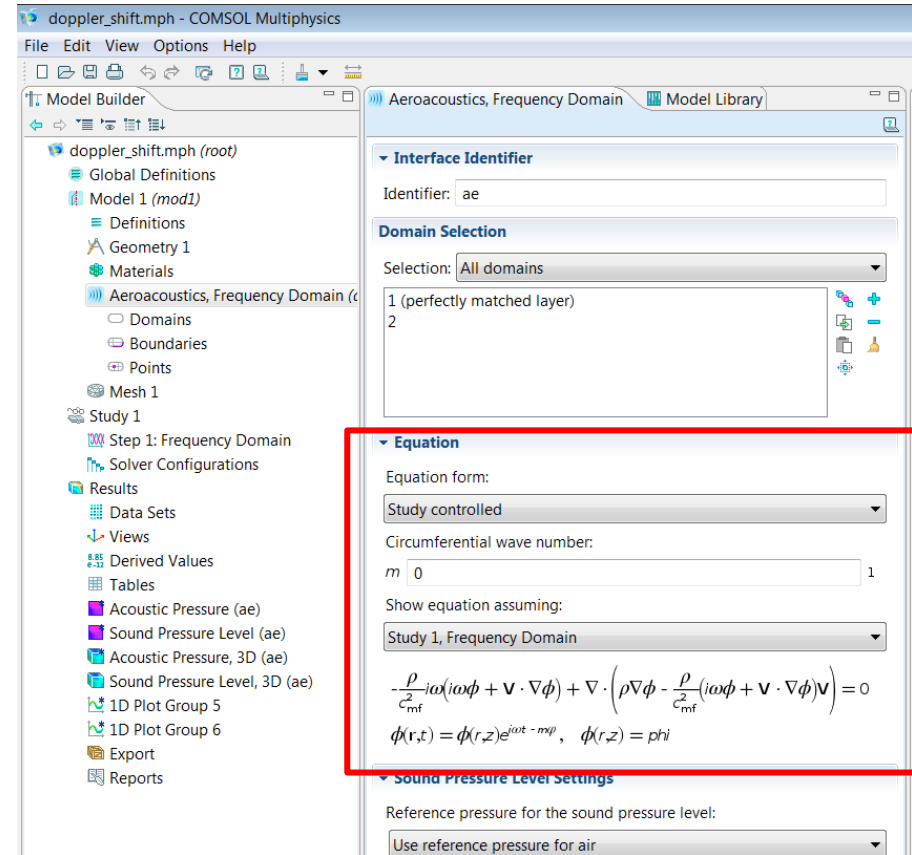 doppler_shift.mph - COMSOL Multiphysics
File Edit View Options Help
Model Builder
doppler_shift.mph (root)
Global Definitions
Model 1 (mod1)
Definitions
Geometry 1
Materials
Aeroacoustics, Frequency Domain (
Domains
Boundaries
Points
Mesh 1
Study 1
Step 1: Frequency Domain
Solver Configurations
Results
Data Sets
Views
8.85
e-12
Derived Values
Tables
Acoustic Pressure (ae)
Sound Pressure Level (ae)
Acoustic Pressure, 3D (ae)
Sound Pressure Level, 3D (ae)
1D Plot Group 5
1D Plot Group 6
Export
Reports
Aeroacoustics, Frequency Domain Model Library
Interface Identifier
Identifier: ae
Domain Selection
Selection: All domains
1 (perfectly matched layer)
2
Equation
Equation form:
Study controlled
Circumferential wave number:
m 0 1
Show equation assuming:
Study 1, Frequency Domain
-ρ/c²mf iω(iωϕ + V · ∇ϕ) + ∇ · (ρ∇ϕ - ρ/c²mf (iωϕ + V · ∇ϕ)V) = 0
ϕ(r,t) = ϕ(r,z)e^{iωt - mφ}, ϕ(r,z) = phi
Sound Pressure Level Settings
Reference pressure for the sound pressure level:
Use reference pressure for air